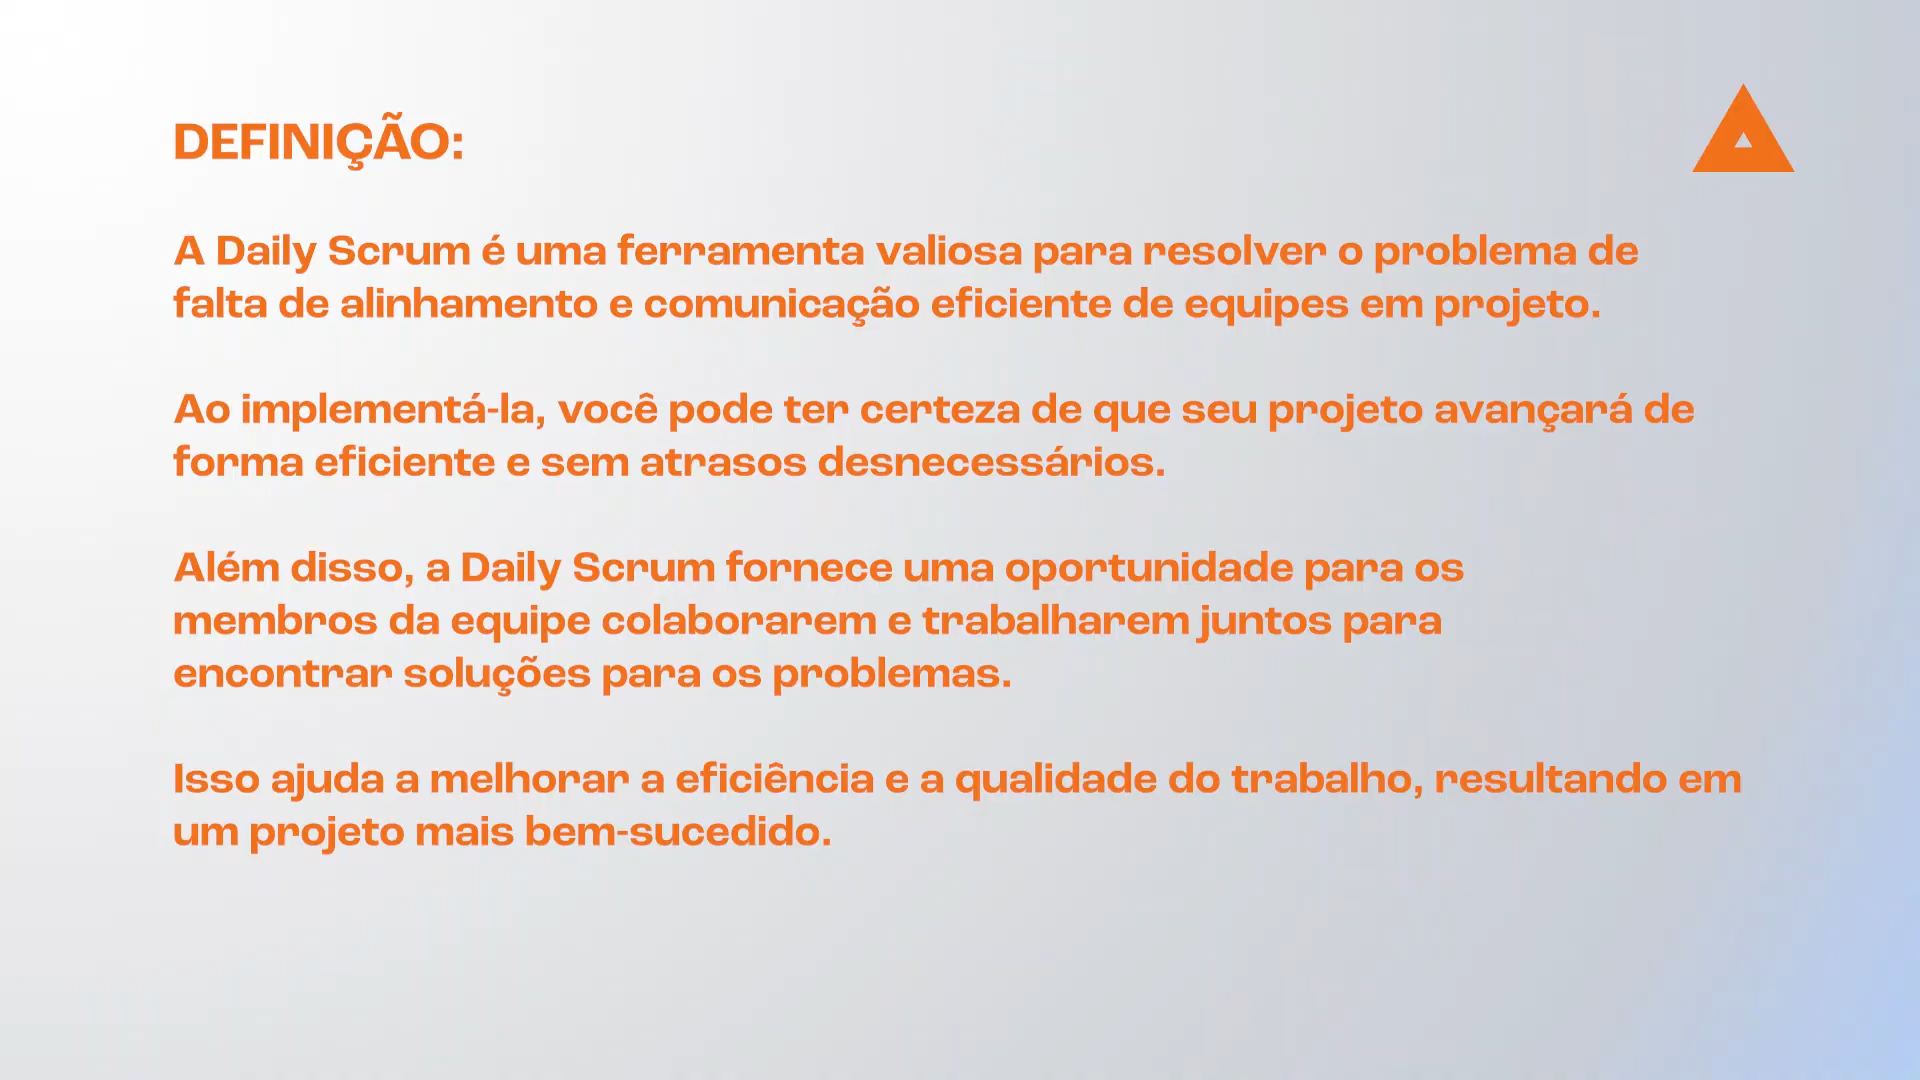 DEFINIÇÃO:
A Daily Scrum é uma ferramenta valiosa para resolver o problema de
falta de alinhamento e comunicação eficiente de equipes em projeto.
Ao implementá-la, você pode ter certeza de que seu projeto avançará de
forma eficiente e sem atrasos desnecessários.
Além disso, a Daily Scrum fornece uma oportunidade para os
membros da equipe colaborarem e trabalharem juntos para
encontrar soluções para os problemas.
Isso ajuda a melhorar a eficiência e a qualidade do trabalho, resultando em
um projeto mais bem-sucedido.